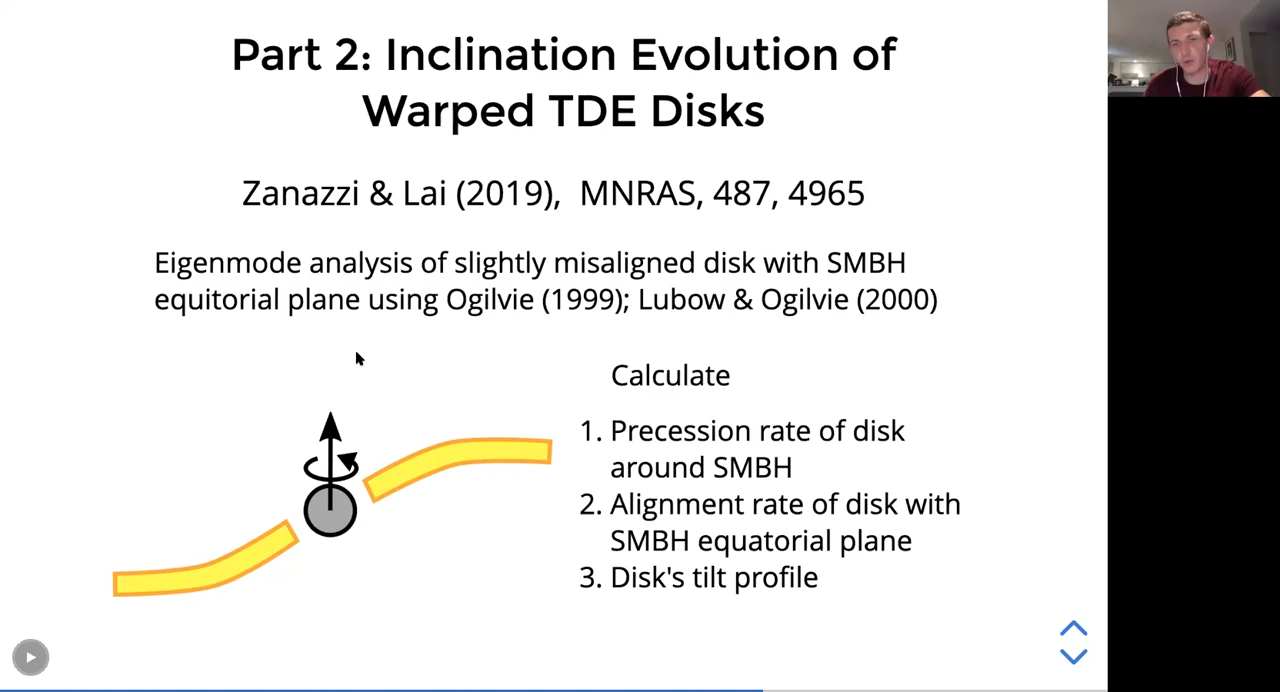 Part 2: Inclination Evolution of
Warped TDE Disks
Zanazzi & Lai (2019),  MNRAS, 487, 4965
Eigenmode analysis of slightly misaligned disk with SMBH
equitorial plane using Ogilvie (1999); Lubow & Ogilvie (2000)
Calculate
1. Precession rate of disk
around SMBH
2. Alignment rate of disk with
SMBH equatorial plane
3. Disk's tilt profile